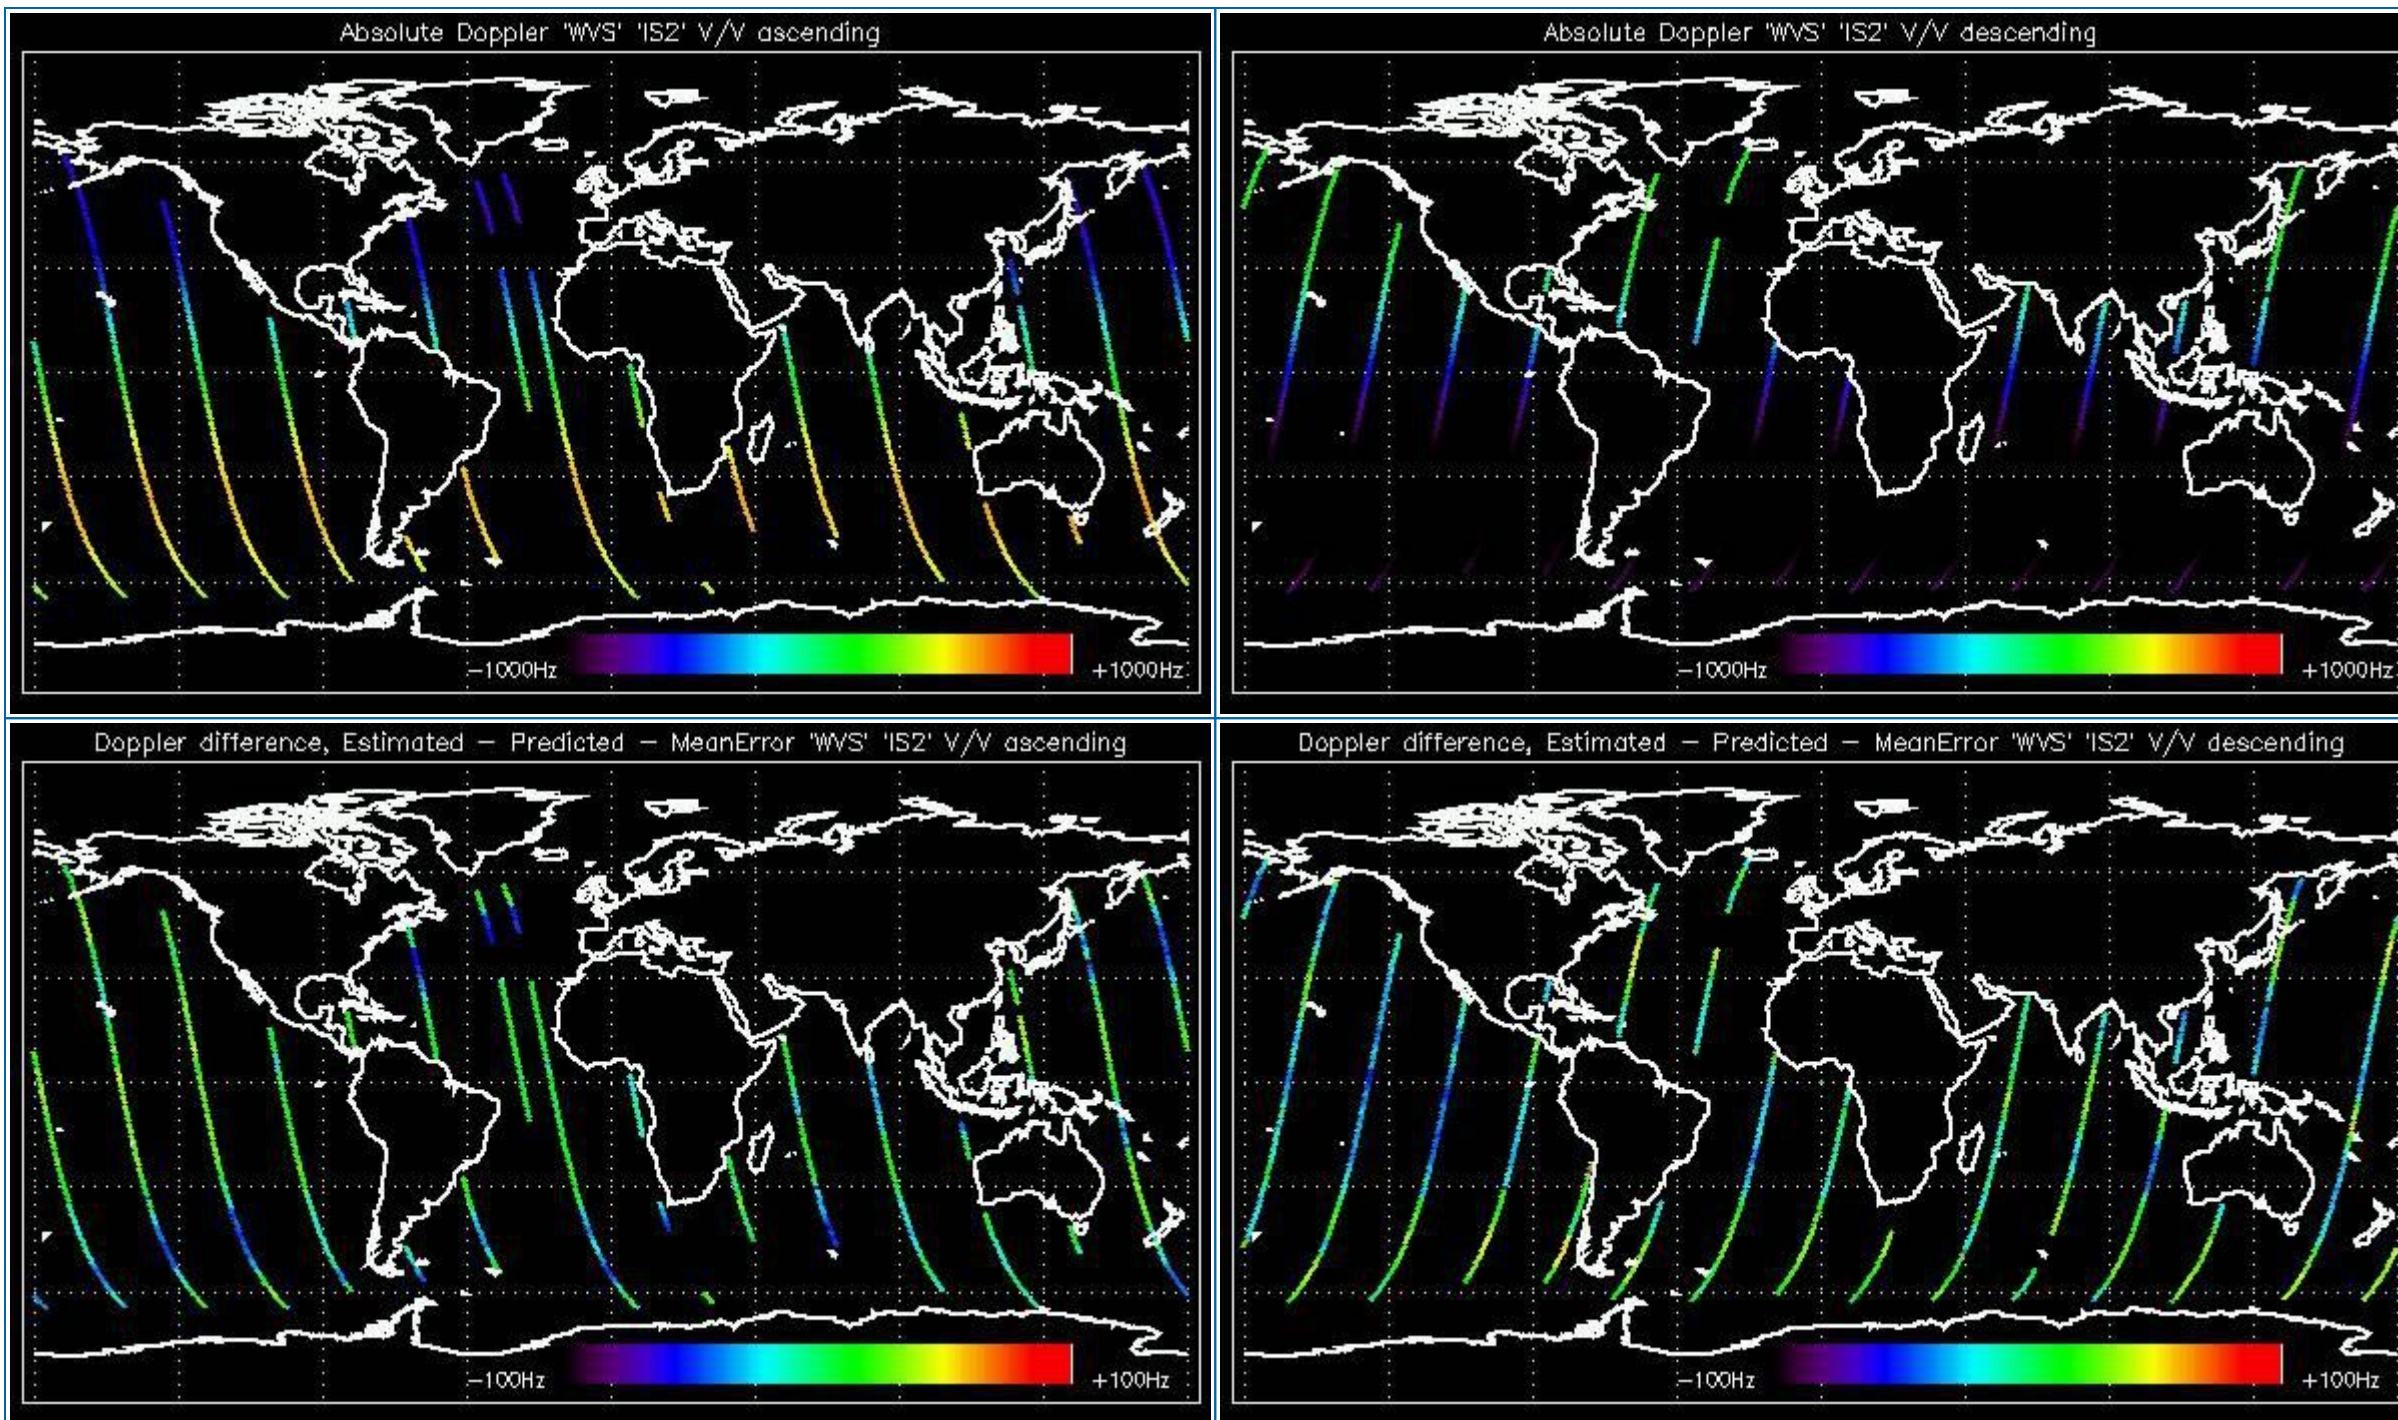 Absolute Doppler 'WVS' 'IS2' V/V ascending
-1000Hz +1000Hz
Absolute Doppler 'WVS' 'IS2' V/V descending
-1000Hz +1000Hz
Doppler difference, Estimated - Predicted - MeanError 'WVS' 'IS2' V/V ascending
-100Hz +100Hz
Doppler difference, Estimated - Predicted - MeanError 'WVS' 'IS2' V/V descending
-100Hz +100Hz